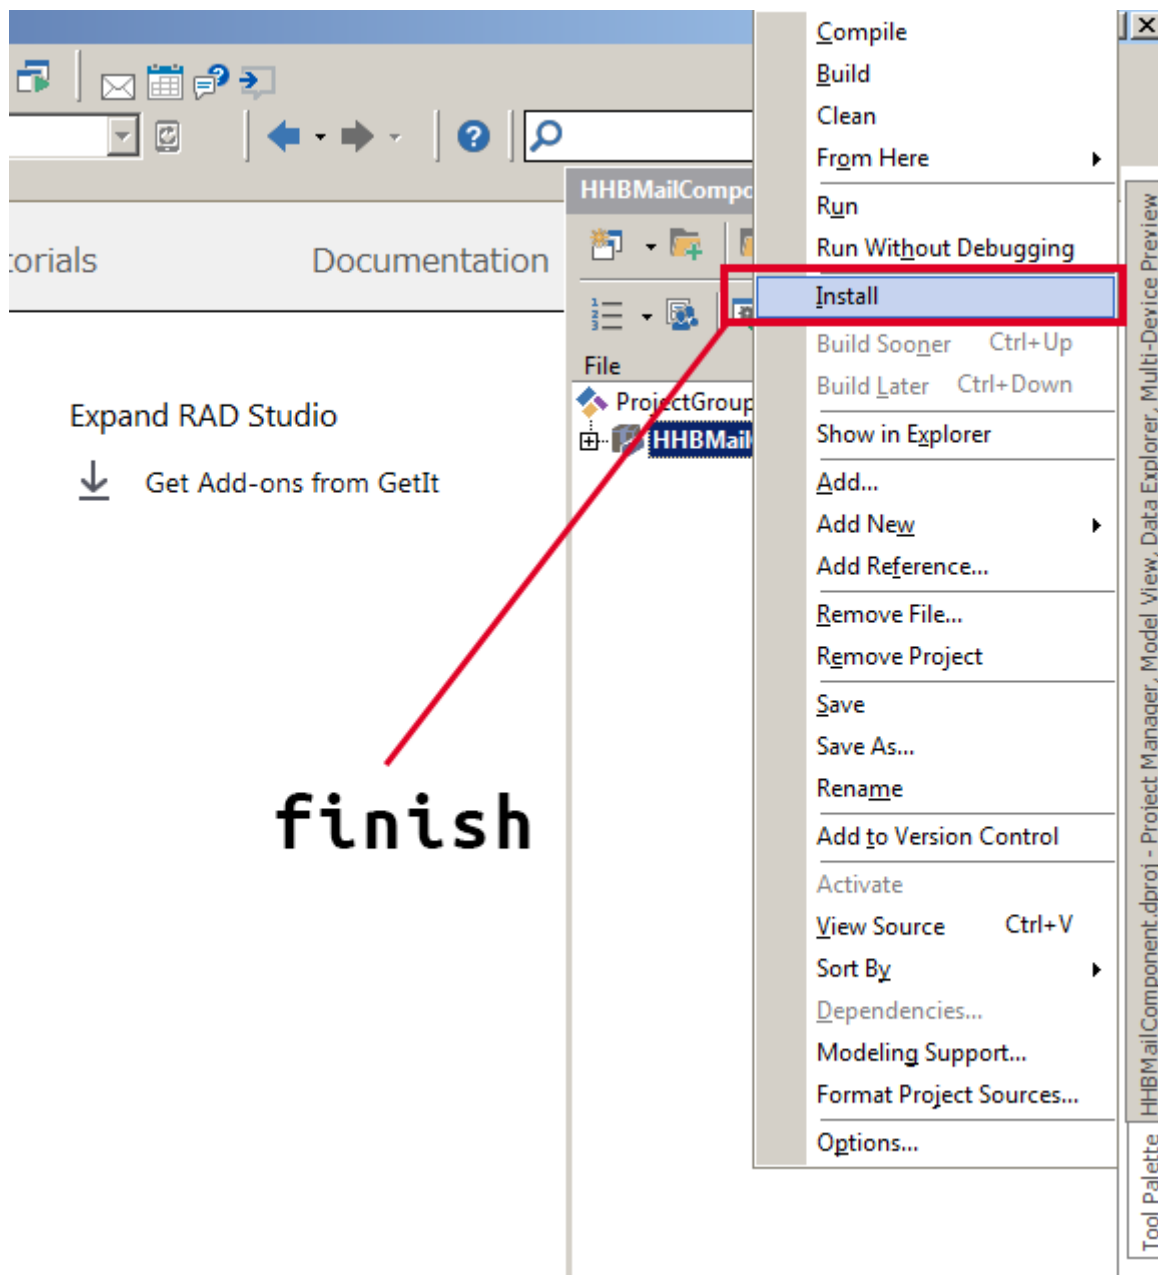 orials
Documentation
Expand RAD Studio
Get Add-ons from GetIt
finish
HHBMailCompo
File
ProjectGroup
HHBMail
Compile
Build
Clean
From Here
Run
Run Without Debugging
Install
Build Sooner Ctrl+Up
Build Later Ctrl+Down
Show in Explorer
Add...
Add New
Add Reference...
Remove File...
Remove Project
Save
Save As...
Rename
Add to Version Control
Activate
View Source Ctrl+V
Sort By
Dependencies...
Modeling Support...
Format Project Sources...
Options...
HHBMailComponent.dproj - Project Manager, Model View, Data Explorer, Multi-Device Preview
Tool Palette